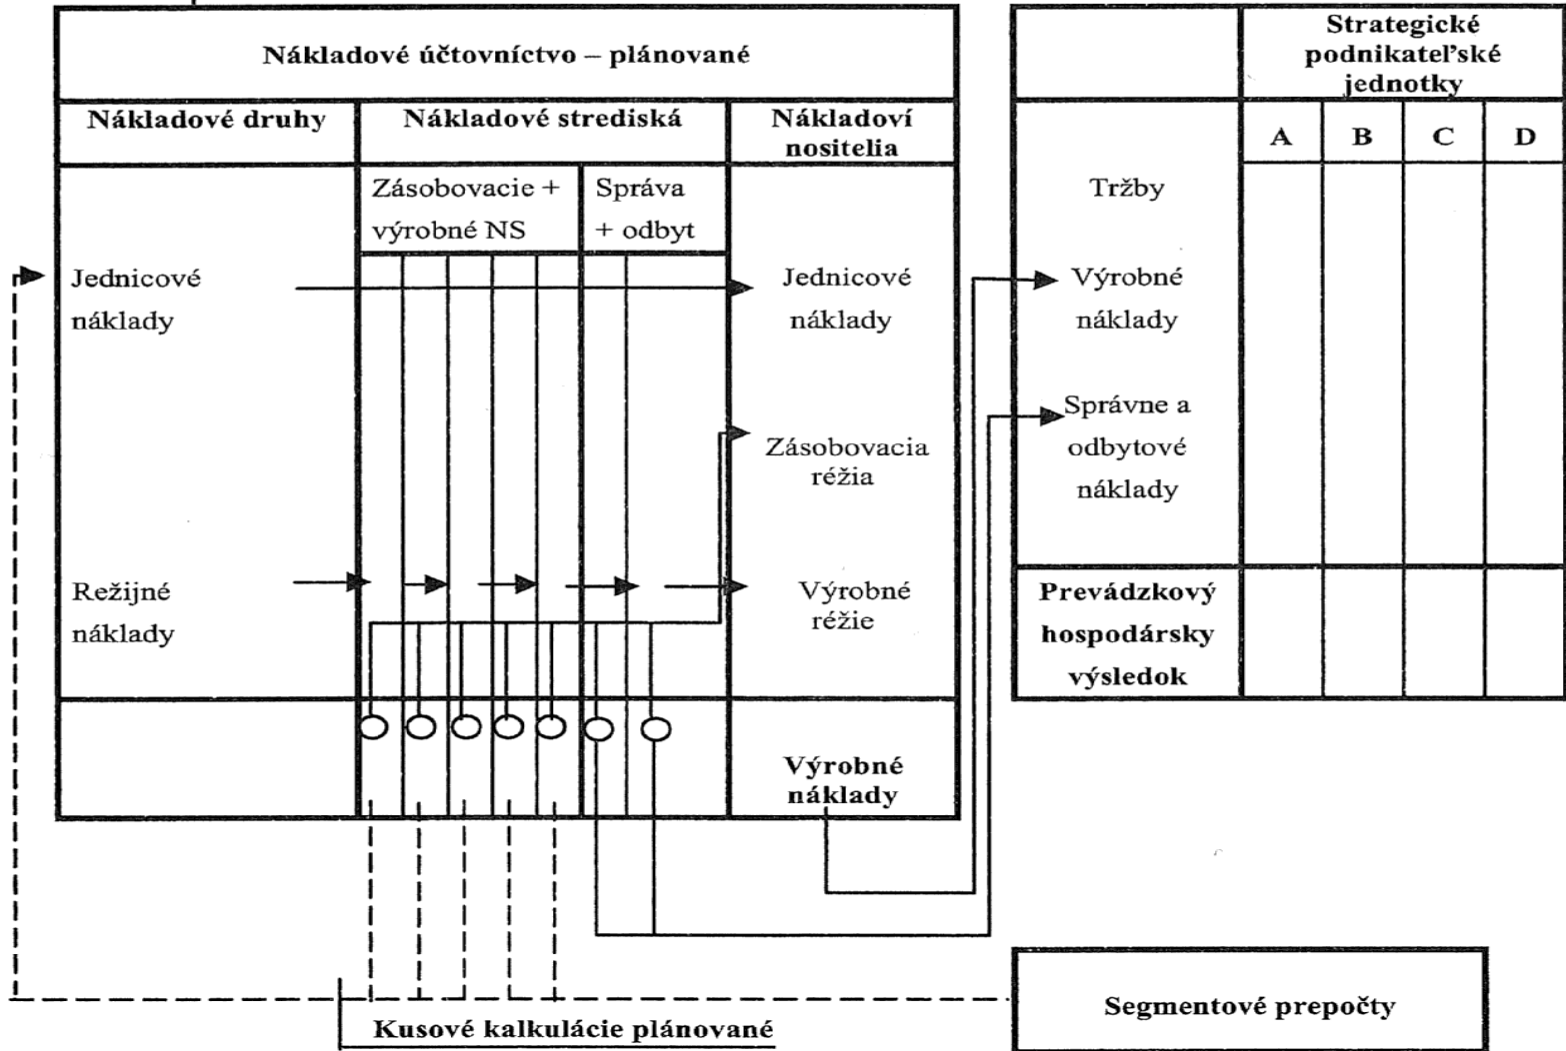 Nákladové účtovníctvo – plánované
Nákladové druhy
Nákladové strediská
Nákladoví
nositelia
Zásobovacie +
výrobné NS
Správa
+ odbyt
Jednicové
náklady
Jednicové
náklady
Zásobovacia
réžia
Režijné
náklady
Výrobné
réžie
Výrobné
náklady
Strategické
podnikateľské
jednotky
A
B
C
D
Tržby
Výrobné
náklady
Správne a
odbytové
náklady
Prevádzkový
hospodársky
výsledok
Kusové kalkulácie plánované
Segmentové prepočty